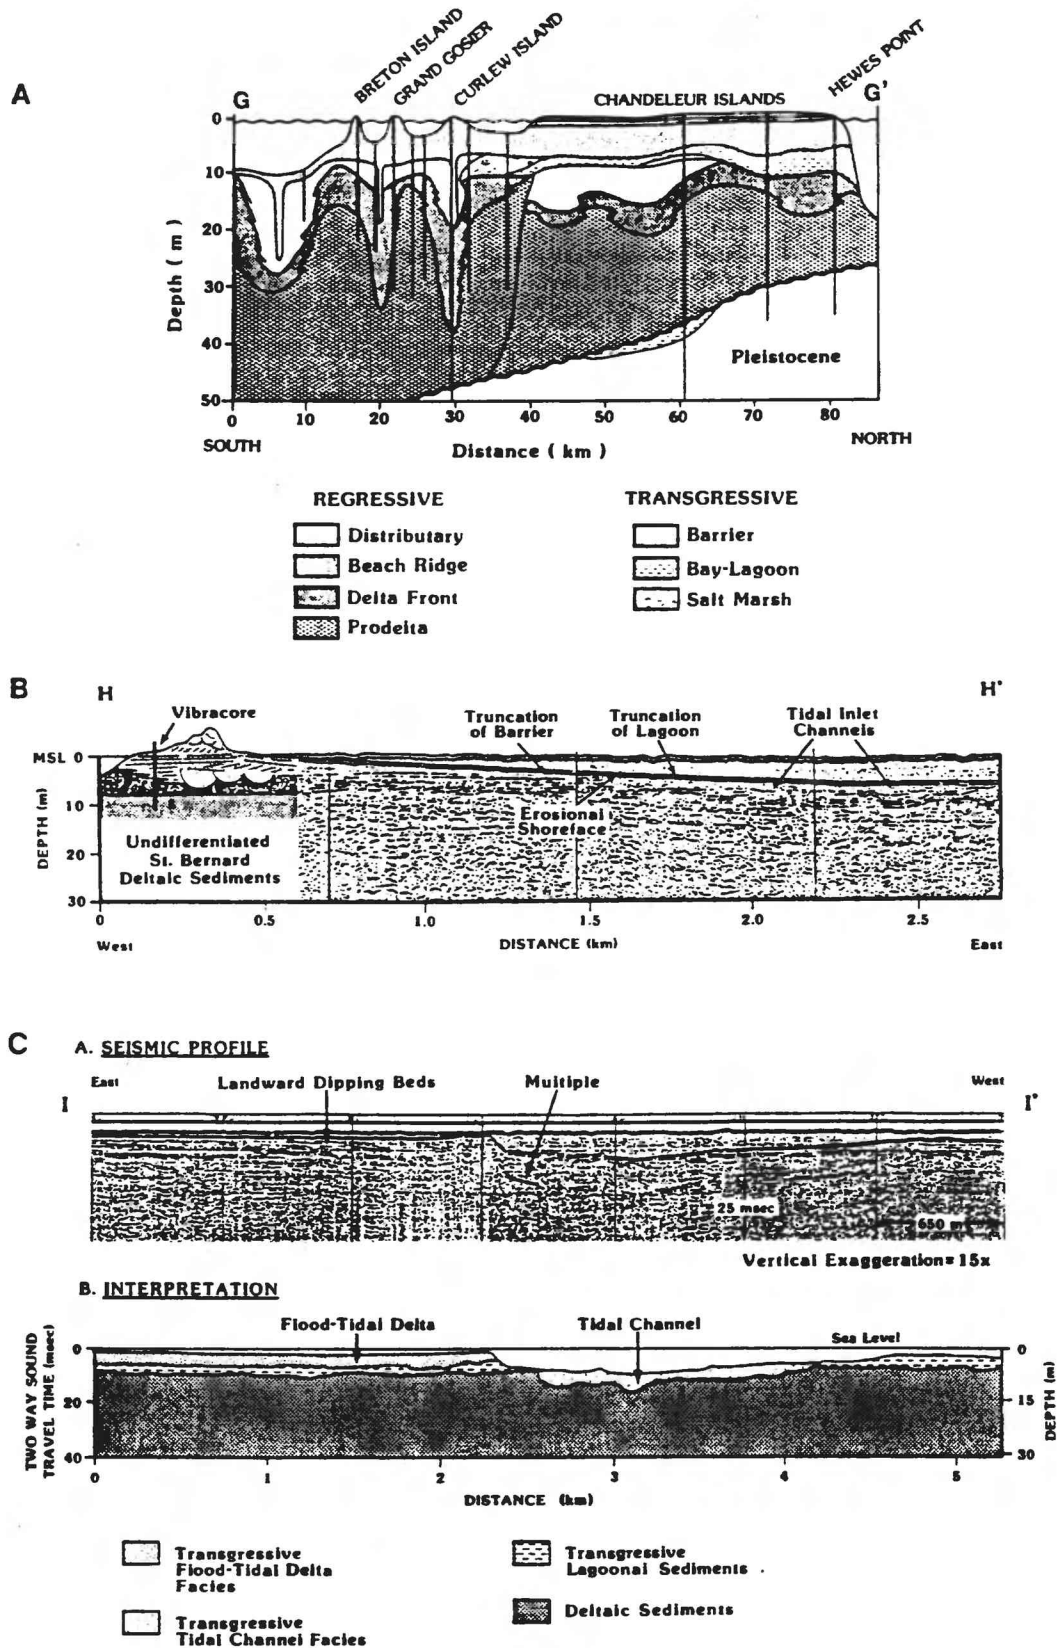 A
BRETON ISLAND
GRAND GOSIER
CURLEW ISLAND
HEWES POINT
G
CHANDELEUR ISLANDS
G'
0
10
20
30
40
50
Depth ( m )
Pleistocene
0 10 20 30 40 50 60 70 80
SOUTH
Distance ( km )
NORTH
REGRESSIVE
Distributary
Beach Ridge
Delta Front
Prodelta
TRANSGRESSIVE
Barrier
Bay-Lagoon
Salt Marsh
B
H
H'
Vibracore
Truncation
of Barrier
Truncation
of Lagoon
Tidal Inlet
Channels
MSL 0
10
20
30
DEPTH (m)
Erosional
Shoreface
Undifferentiated
St. Bernard
Deltaic Sediments
0 0.5 1.0 1.5 2.0 2.5
West
DISTANCE (km)
East
C
A. SEISMIC PROFILE
East
Landward Dipping Beds
Multiple
West
I
I'
25 msec
650 m
Vertical Exaggeration= 15x
B. INTERPRETATION
Flood-Tidal Delta
Tidal Channel
Sea Level
TWO WAY SOUND
TRAVEL TIME (msec)
0
20
40
0
15
30
DEPTH (m)
0 1 2 3 4 5
DISTANCE (km)
Transgressive
Flood-Tidal Delta
Facies
Transgressive
Tidal Channel Facies
Transgressive
Lagoonal Sediments
Deltaic Sediments